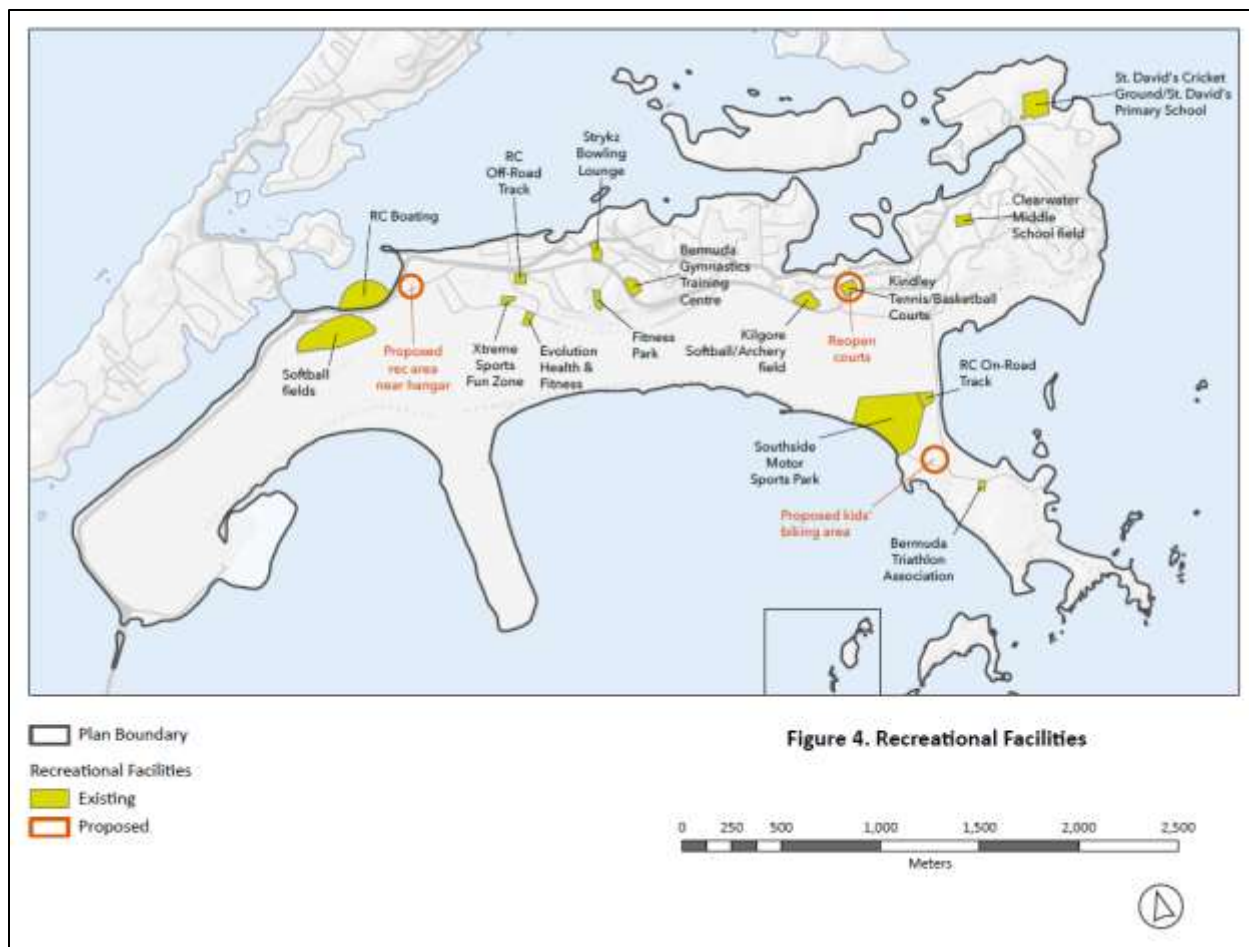 St. David's Cricket
Ground/St. David's
Primary School
Strykz
Bowling
Lounge
RC
Off-Road
Track
RC Boating
Clearwater
Middle
School field
Bermuda
Gymnastics
Training
Centre
Kindley
Tennis/Basketball
Courts
Softball
fields
Proposed
rec area
near hangar
Xtreme
Sports
Fun Zone
Evolution
Health &
Fitness
Fitness
Park
Kilgore
Softball/Archery
field
Reopen
courts
RC On-Road
Track
Southside
Motor
Sports Park
Proposed kids'
biking area
Bermuda
Triathlon
Association
Plan Boundary
Recreational Facilities
Existing
Proposed
Figure 4. Recreational Facilities
0 250 500 1,000 1,500 2,000 2,500
Meters